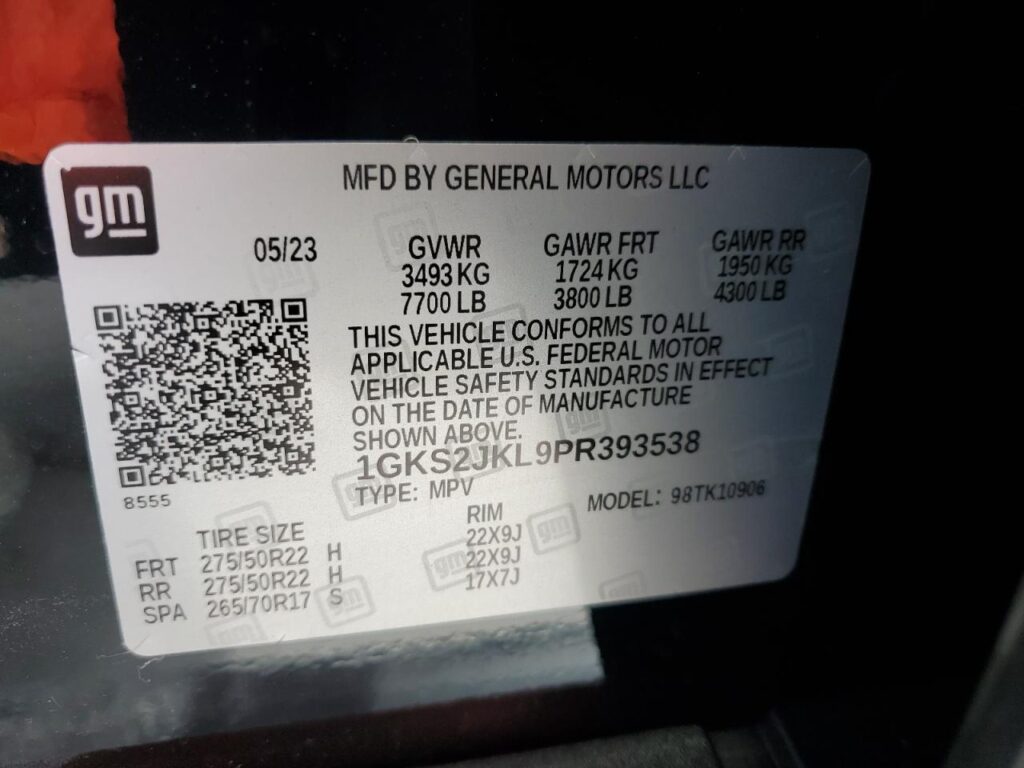 gm
MFD BY GENERAL MOTORS LLC
05/23 GVWR GAWR FRT GAWR RR
3493 KG 1724 KG 1950 KG
7700 LB 3800 LB 4300 LB
THIS VEHICLE CONFORMS TO ALL
APPLICABLE U.S. FEDERAL MOTOR
VEHICLE SAFETY STANDARDS IN EFFECT
ON THE DATE OF MANUFACTURE
SHOWN ABOVE.
1GKS2JKL9PR393538
8555
TYPE: MPV MODEL: 98TK10906
TIRE SIZE RIM
FRT 275/50R22 H 22X9J
RR 275/50R22 H 22X9J
SPA 265/70R17 S 17X7J